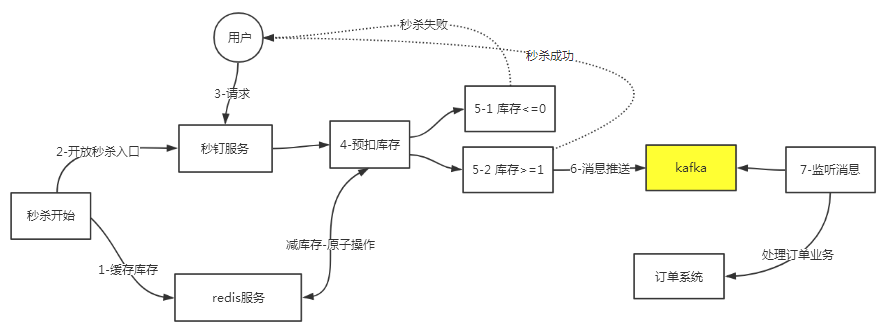 用户
秒杀失败
秒杀成功
3-请求
5-1 库存<=0
2-开放秒杀入口
秒钉服务
4-预扣库存
5-2 库存>=1
6-消息推送
kafka
7-监听消息
秒杀开始
减库存-原子操作
处理订单业务
1-缓存库存
redis服务
订单系统